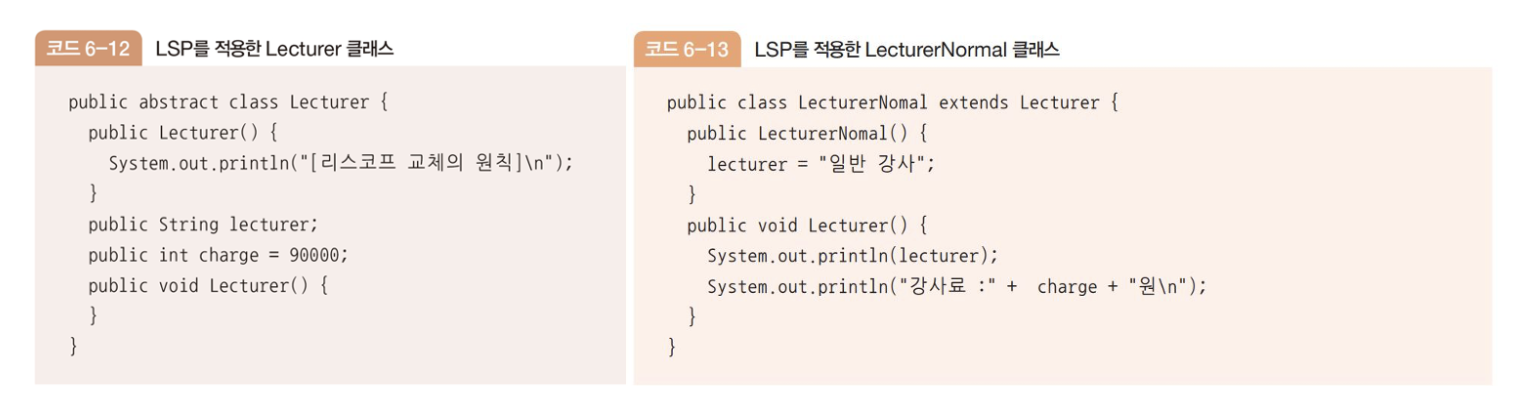 코드 6-12 LSP를 적용한 Lecturer 클래스
public abstract class Lecturer {
public Lecturer() {
System.out.println("[리스코프 교체의 원칙]\n");
}
public String lecturer;
public int charge = 90000;
public void Lecturer() {
}
}
코드 6-13 LSP를 적용한 LecturerNormal 클래스
public class LecturerNomal extends Lecturer {
public LecturerNomal() {
lecturer = "일반 강사";
}
public void Lecturer() {
System.out.println(lecturer);
System.out.println("강사료 :" + charge + "원\n");
}
}